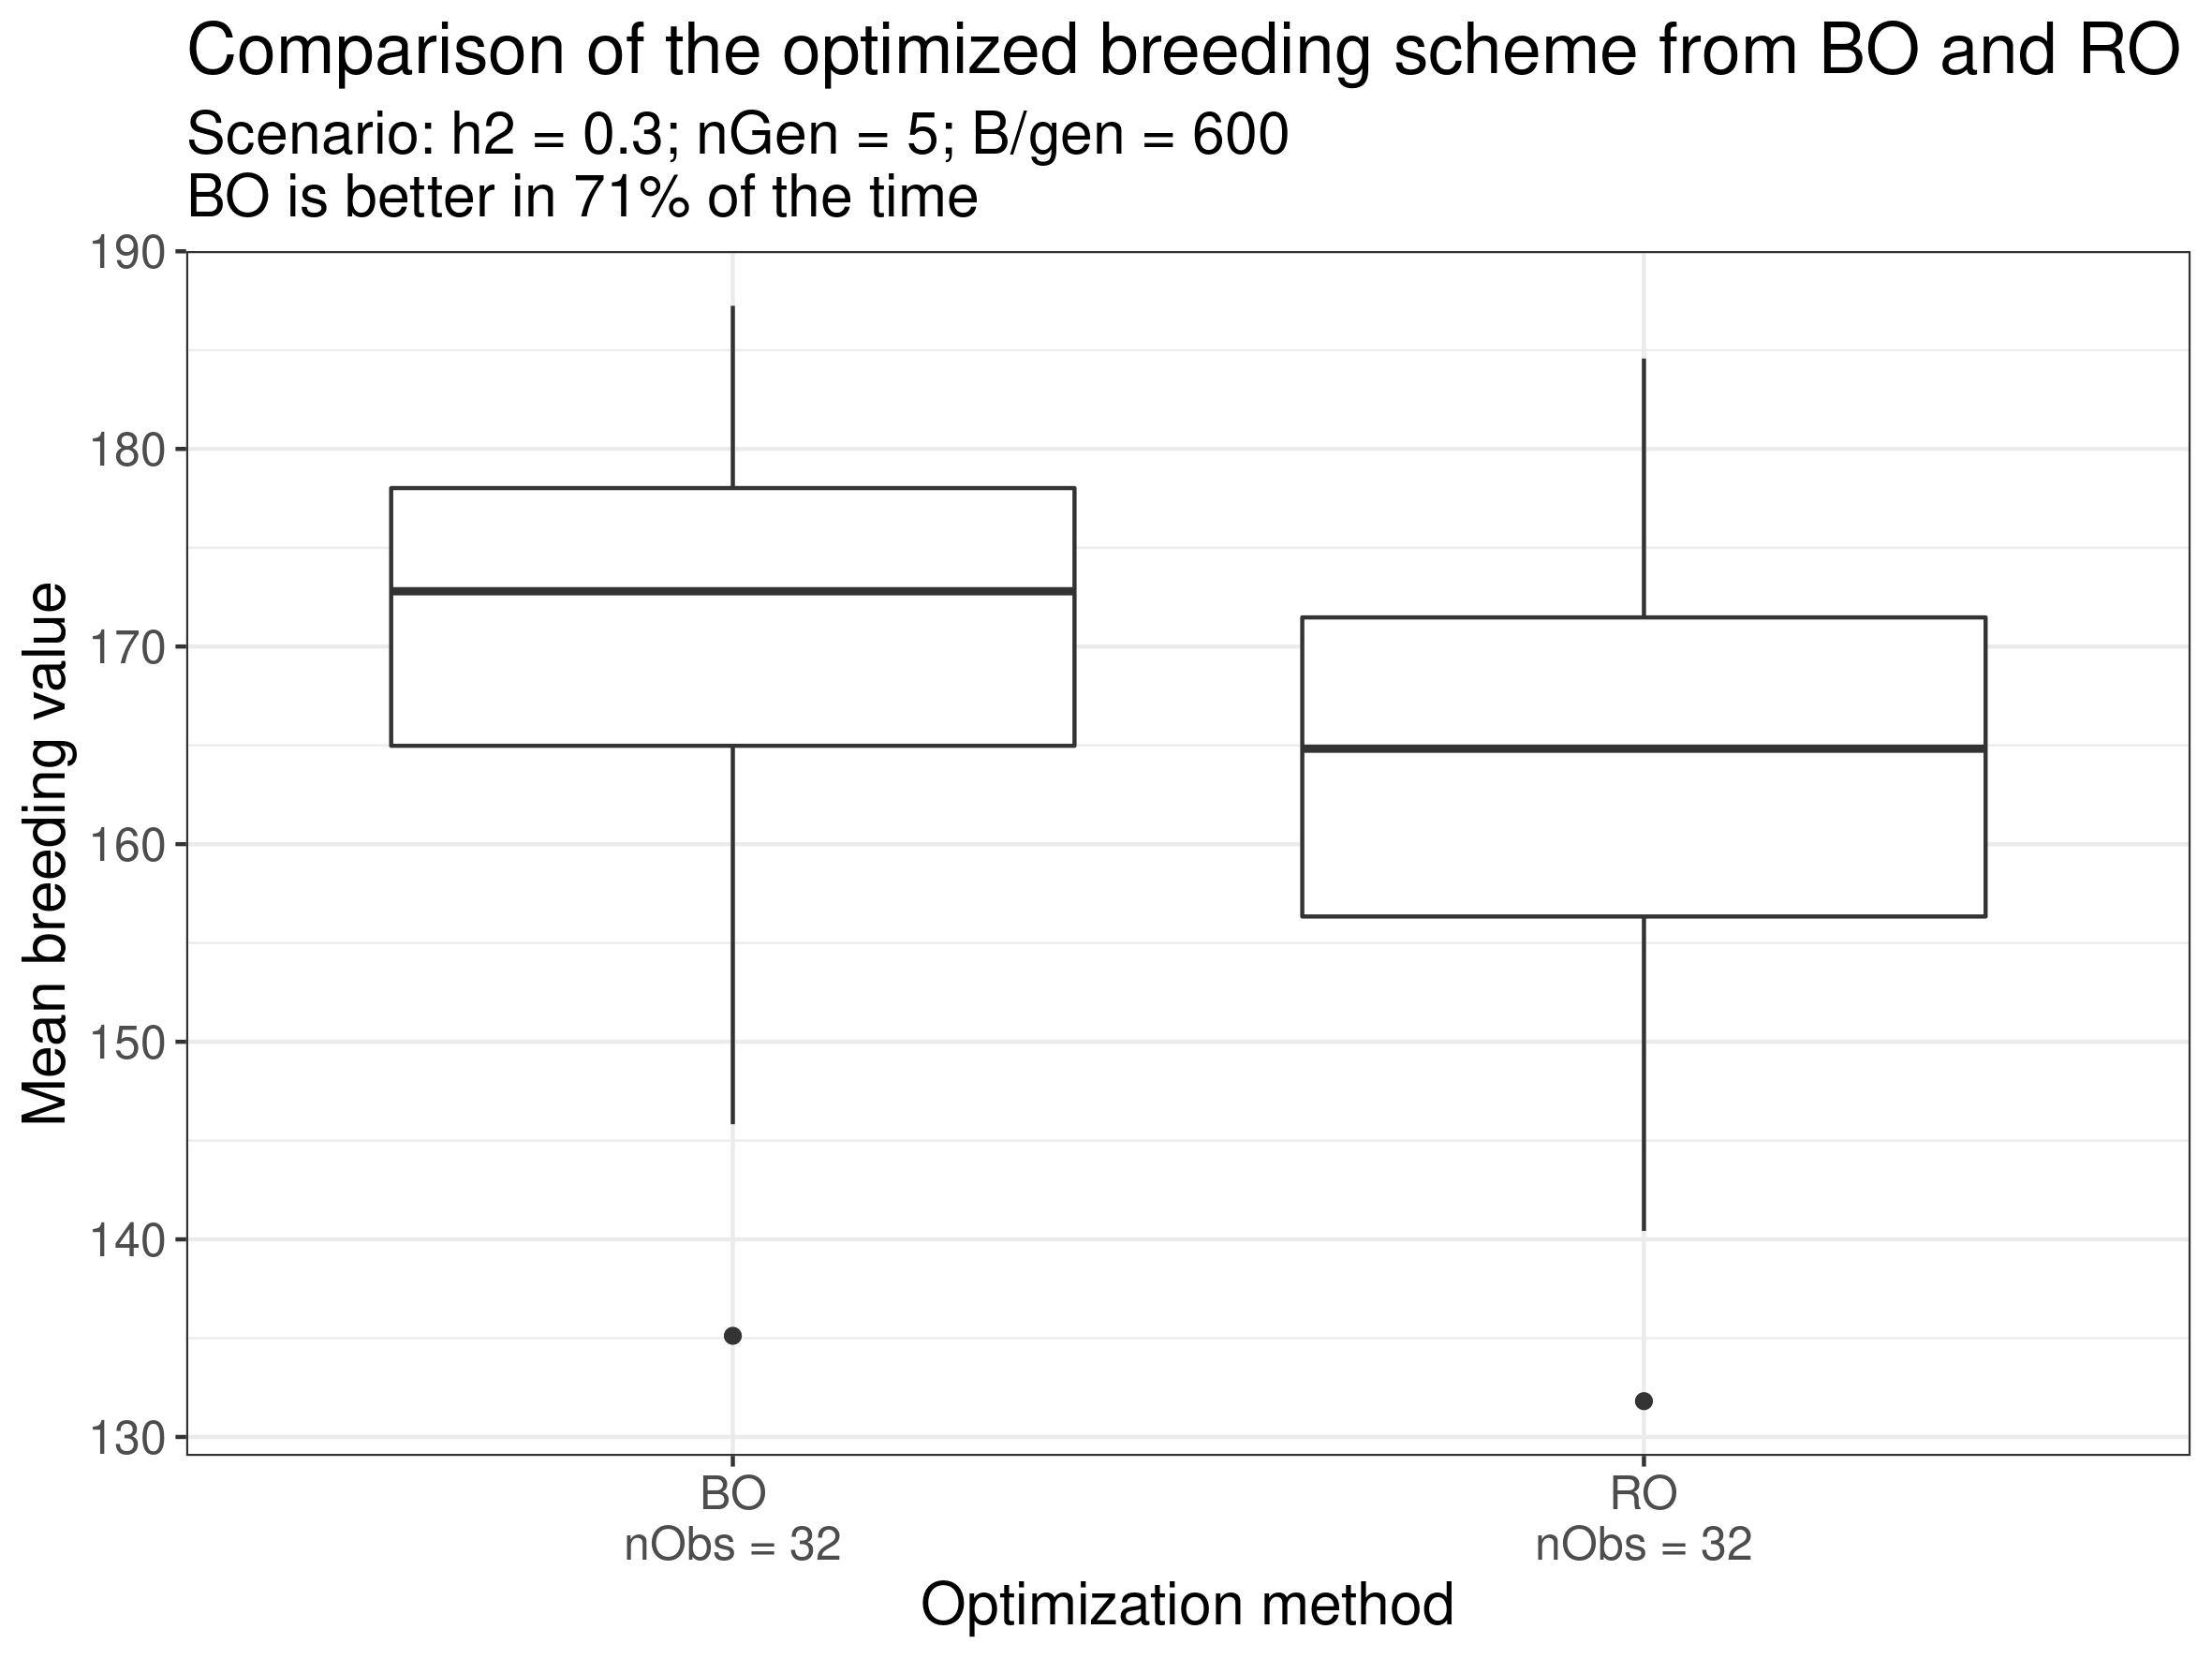 Comparison of the optimized breeding scheme from BO and RO
Scenario: h2 = 0.3; nGen = 5; B/gen = 600
BO is better in 71% of the time
Mean breeding value
190
180
170
160
150
140
130
BO
nObs = 32
RO
nObs = 32
Optimization method